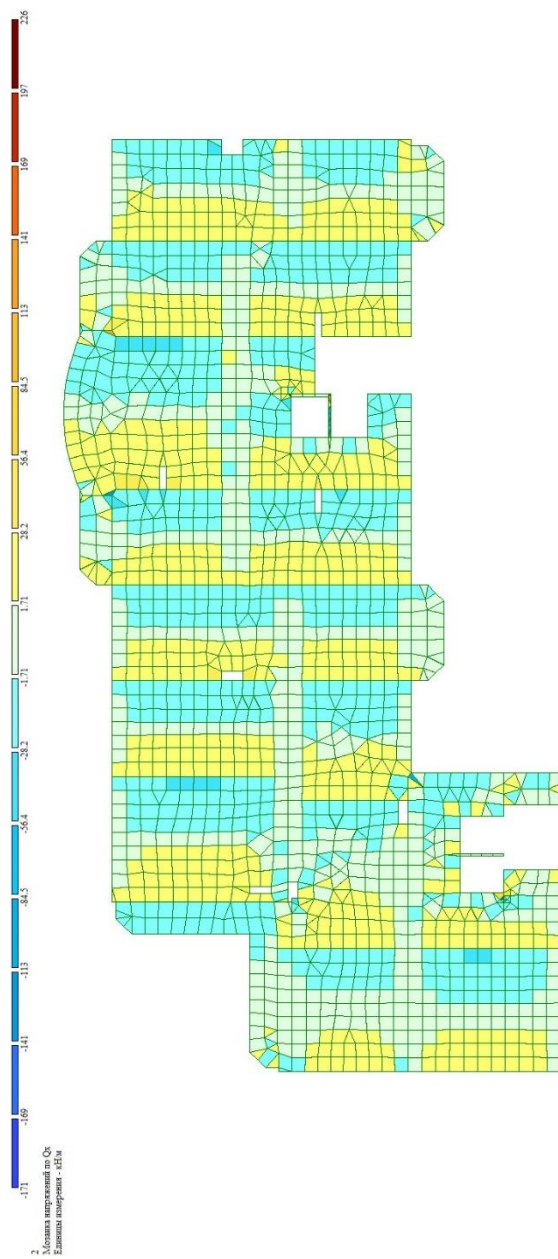 -171 -169 -141 -113 -84.5 -56.4 -28.2 -1.71 1.71 28.2 56.4 84.5 113 141 169 197 226
2
Мозаика напряжений по Qx
Единицы измерения - кН/м